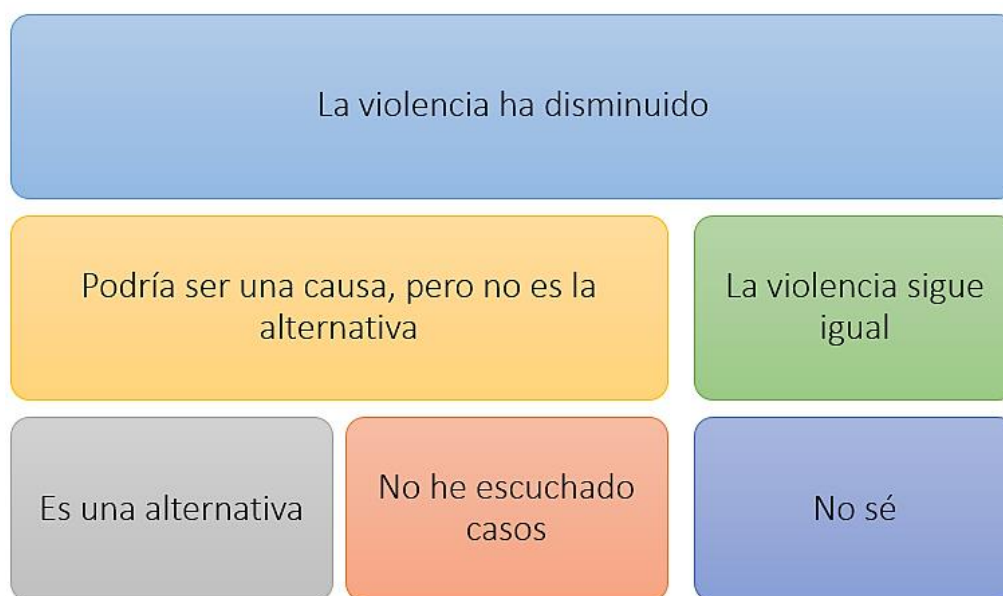 La violencia ha disminuido
Podría ser una causa, pero no es la
alternativa
La violencia sigue
igual
Es una alternativa
No he escuchado
casos
No sé